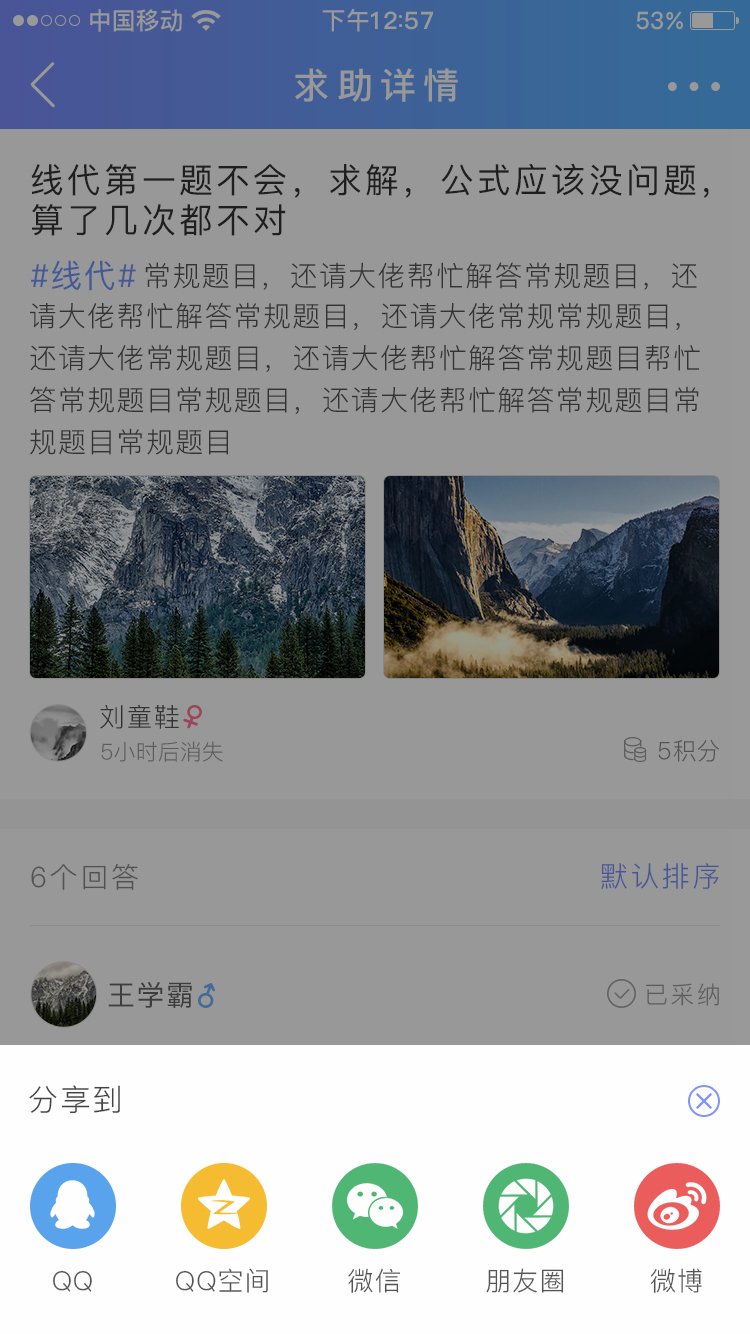 中国移动 下午12:57 53%
求助详情
线代第一题不会，求解，公式应该没问题，
算了几次都不对
#线代# 常规题目，还请大佬帮忙解答常规题目，还
请大佬帮忙解答常规题目，还请大佬常规常规题目，
还请大佬常规题目，还请大佬帮忙解答常规题目帮忙
答常规题目常规题目，还请大佬帮忙解答常规题目常
规题目常规题目
刘童鞋
5小时后消失
5积分
6个回答 默认排序
王学霸 已采纳
分享到
QQ QQ空间 微信 朋友圈 微博